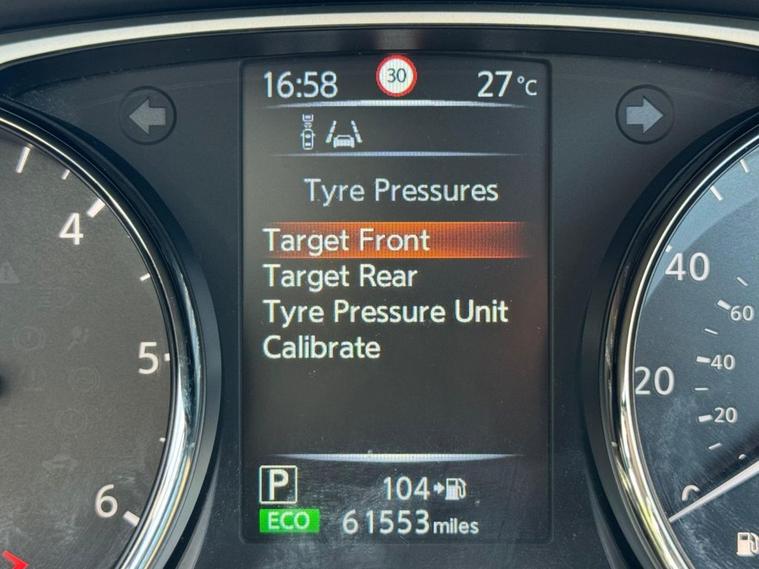 16:58 30 27 °C
Tyre Pressures
Target Front
Target Rear
Tyre Pressure Unit
Calibrate
P 104
ECO 61553 miles
4
5
6
40
60
40
20
20
0